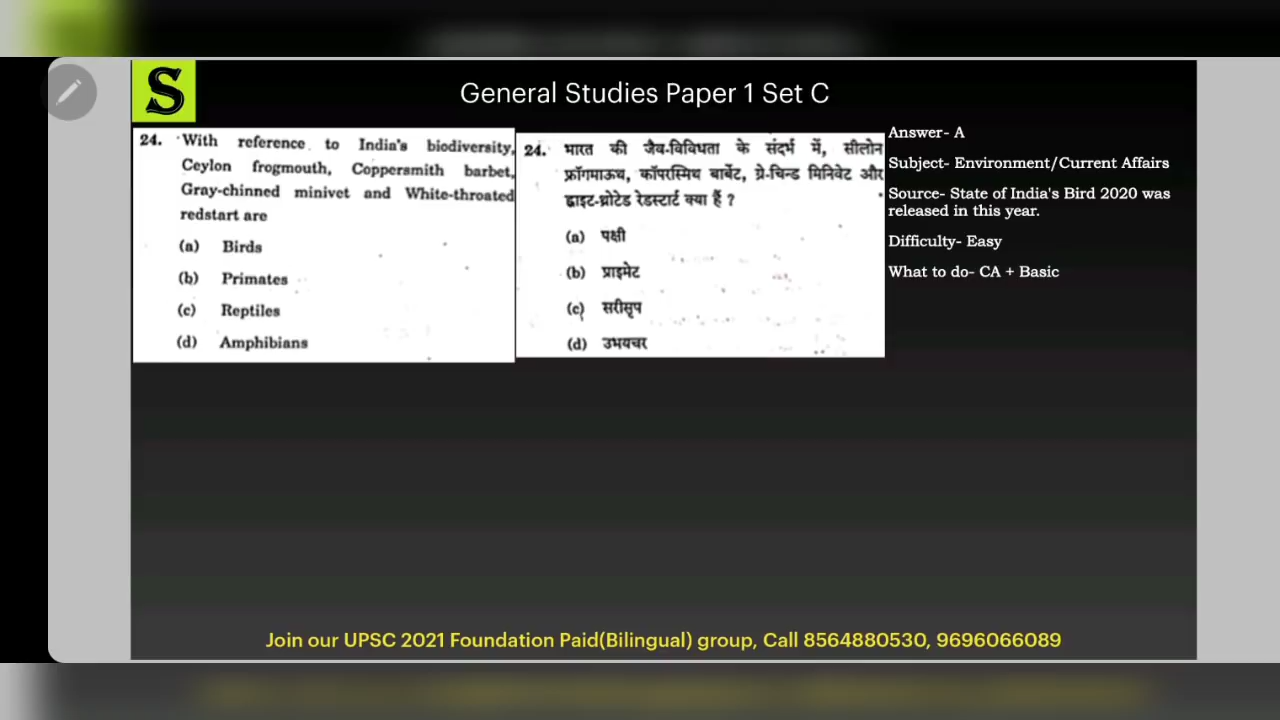 S
General Studies Paper 1 Set C
24. With reference to India's biodiversity,
Ceylon frogmouth, Coppersmith barbet,
Gray-chinned minivet and White-throated
redstart are
(a) Birds
(b) Primates
(c) Reptiles
(d) Amphibians
24. भारत की जैव-विविधता के संदर्भ में, सीलोन
फ्रॉगमाऊथ, कॉपरस्मिथ बार्बेट, ग्रे-चिन्ड मिनिवेट और
ह्वाइट-थ्रोटेड रेडस्टार्ट क्या हैं ?
(a) पक्षी
(b) प्राइमेट
(c) सरीसृप
(d) उभयचर
Answer- A
Subject- Environment/Current Affairs
Source- State of India's Bird 2020 was
released in this year.
Difficulty- Easy
What to do- CA + Basic
Join our UPSC 2021 Foundation Paid(Bilingual) group, Call 8564880530, 9696066089